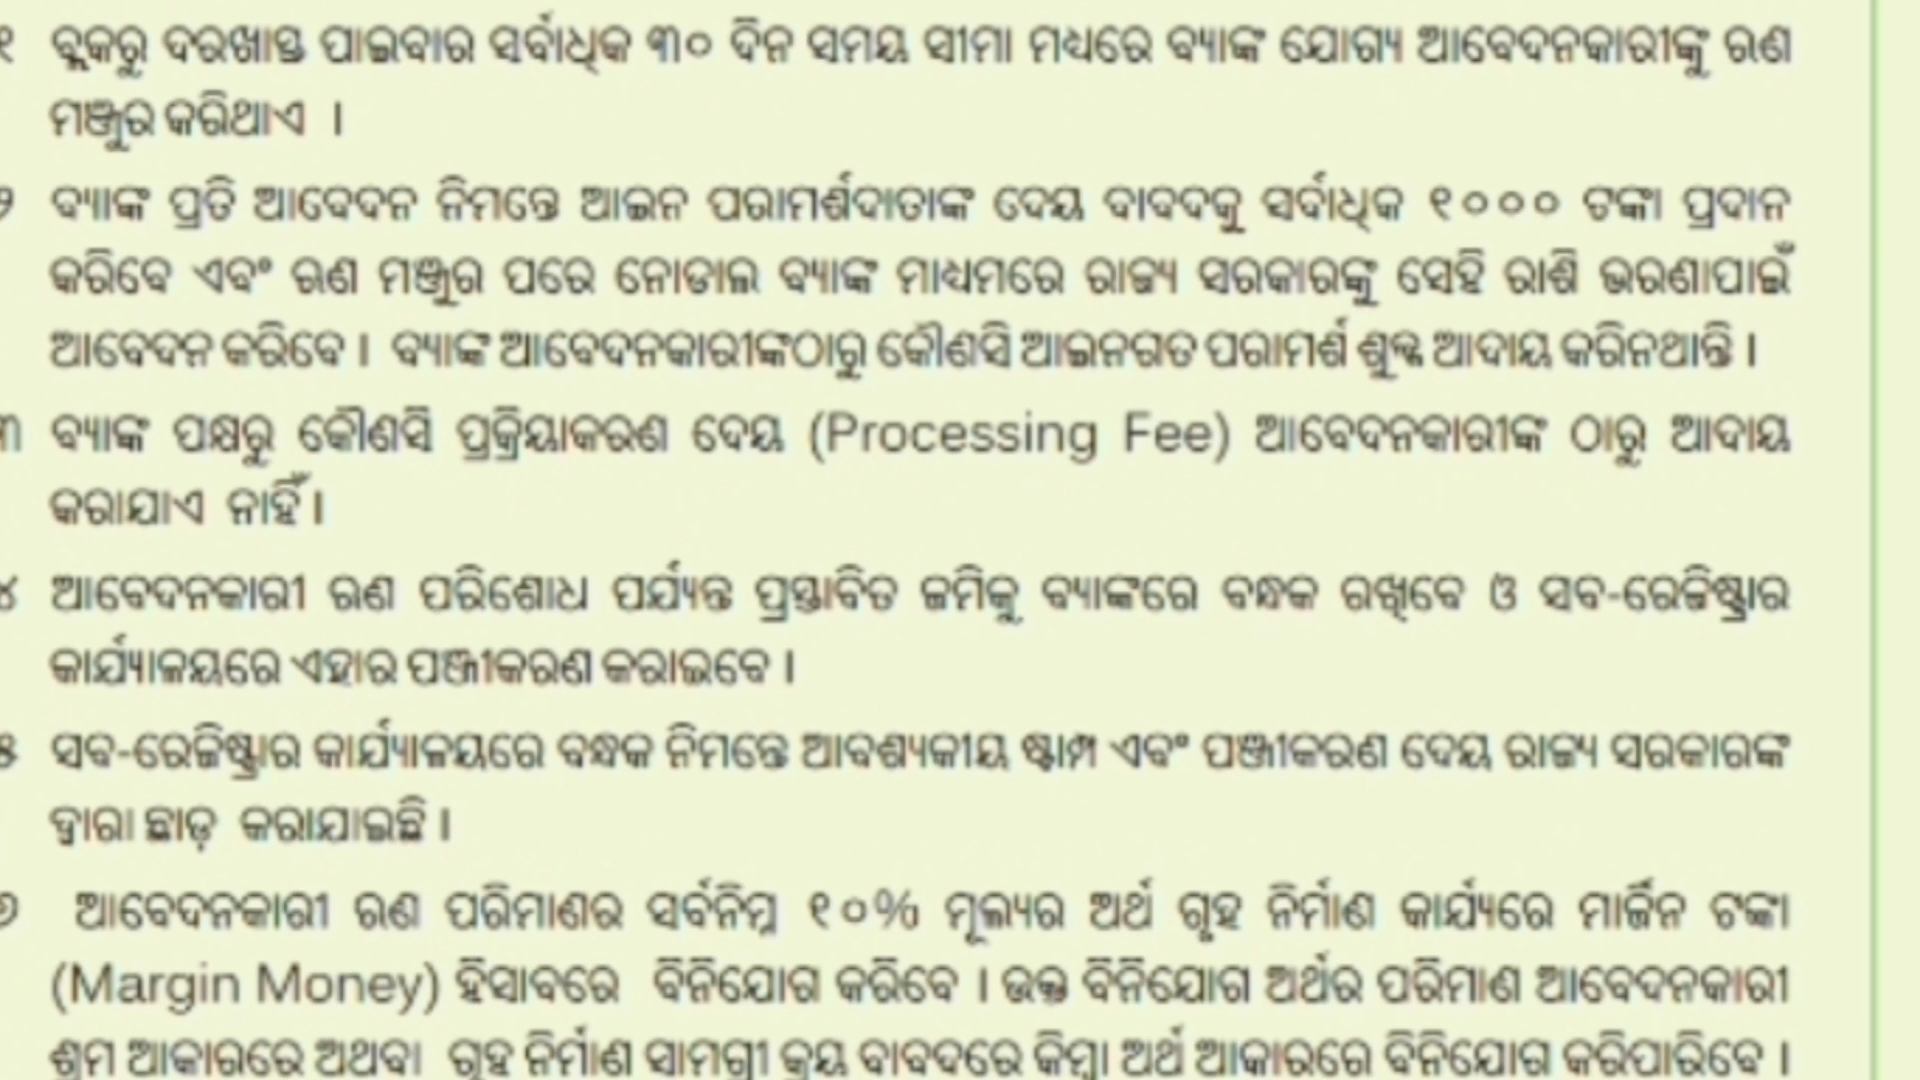 ୧ ବ୍ଲକରୁ ଦରଖାସ୍ତ ପାଇବାର ସର୍ବାଧିକ ୩୦ ଦିନ ସମୟ ସୀମା ମଧ୍ୟରେ ବ୍ୟାଙ୍କ ଯୋଗ୍ୟ ଆବେଦନକାରୀଙ୍କୁ ଋଣ
ମଞ୍ଜୁର କରିଥାଏ ।
୨ ବ୍ୟାଙ୍କ ପ୍ରତି ଆବେଦନ ନିମନ୍ତେ ଆଇନ ପରାମର୍ଶଦାତାଙ୍କ ଦେୟ ବାବଦକୁ ସର୍ବାଧିକ ୧୦୦୦ ଟଙ୍କା ପ୍ରଦାନ
କରିବେ ଏବଂ ଋଣ ମଞ୍ଜୁର ପରେ ନୋଡାଲ ବ୍ୟାଙ୍କ ମାଧ୍ୟମରେ ରାଜ୍ୟ ସରକାରଙ୍କୁ ସେହି ରାଶି ଭରଣାପାଇଁ
ଆବେଦନ କରିବେ । ବ୍ୟାଙ୍କ ଆବେଦନକାରୀଙ୍କଠାରୁ କୌଣସି ଆଇନଗତ ପରାମର୍ଶ ଶୁଳ୍କ ଆଦାୟ କରିନଥାନ୍ତି ।
୩ ବ୍ୟାଙ୍କ ପକ୍ଷରୁ କୌଣସି ପ୍ରକ୍ରିୟାକରଣ ଦେୟ (Processing Fee) ଆବେଦନକାରୀଙ୍କ ଠାରୁ ଆଦାୟ
କରାଯାଏ ନାହିଁ ।
୪ ଆବେଦନକାରୀ ଋଣ ପରିଶୋଧ ପର୍ଯ୍ୟନ୍ତ ପ୍ରସ୍ତାବିତ ଜମିକୁ ବ୍ୟାଙ୍କରେ ବନ୍ଧକ ରଖିବେ ଓ ସବ-ରେଜିଷ୍ଟ୍ରାର
କାର୍ଯ୍ୟାଳୟରେ ଏହାର ପଞ୍ଜୀକରଣ କରାଇବେ ।
୫ ସବ-ରେଜିଷ୍ଟ୍ରାର କାର୍ଯ୍ୟାଳୟରେ ବନ୍ଧକ ନିମନ୍ତେ ଆବଶ୍ୟକୀୟ ଷ୍ଟାମ୍ପ ଏବଂ ପଞ୍ଜୀକରଣ ଦେୟ ରାଜ୍ୟ ସରକାରଙ୍କ
ଦ୍ୱାରା ଛାଡ଼ କରାଯାଇଛି ।
୬ ଆବେଦନକାରୀ ଋଣ ପରିମାଣର ସର୍ବନିମ୍ନ ୧୦% ମୂଲ୍ୟର ଅର୍ଥ ଗୃହ ନିର୍ମାଣ କାର୍ଯ୍ୟରେ ମାର୍ଜିନ ଟଙ୍କା
(Margin Money) ହିସାବରେ ବିନିଯୋଗ କରିବେ । ଉକ୍ତ ବିନିଯୋଗ ଅର୍ଥର ପରିମାଣ ଆବେଦନକାରୀ
ଶ୍ରମ ଆକାରରେ ଅଥବା ଗୃହ ନିର୍ମାଣ ସାମଗ୍ରୀ କ୍ରୟ ବାବଦରେ କିମ୍ବା ଅର୍ଥ ଆକାରରେ ବିନିଯୋଗ କରିପାରିବେ ।